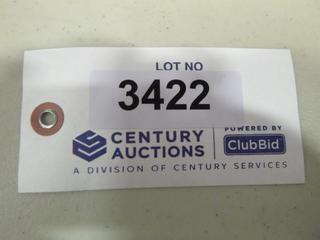 LOT NO
3422
CENTURY
AUCTIONS
POWERED BY
ClubBid
A DIVISION OF CENTURY SERVICES